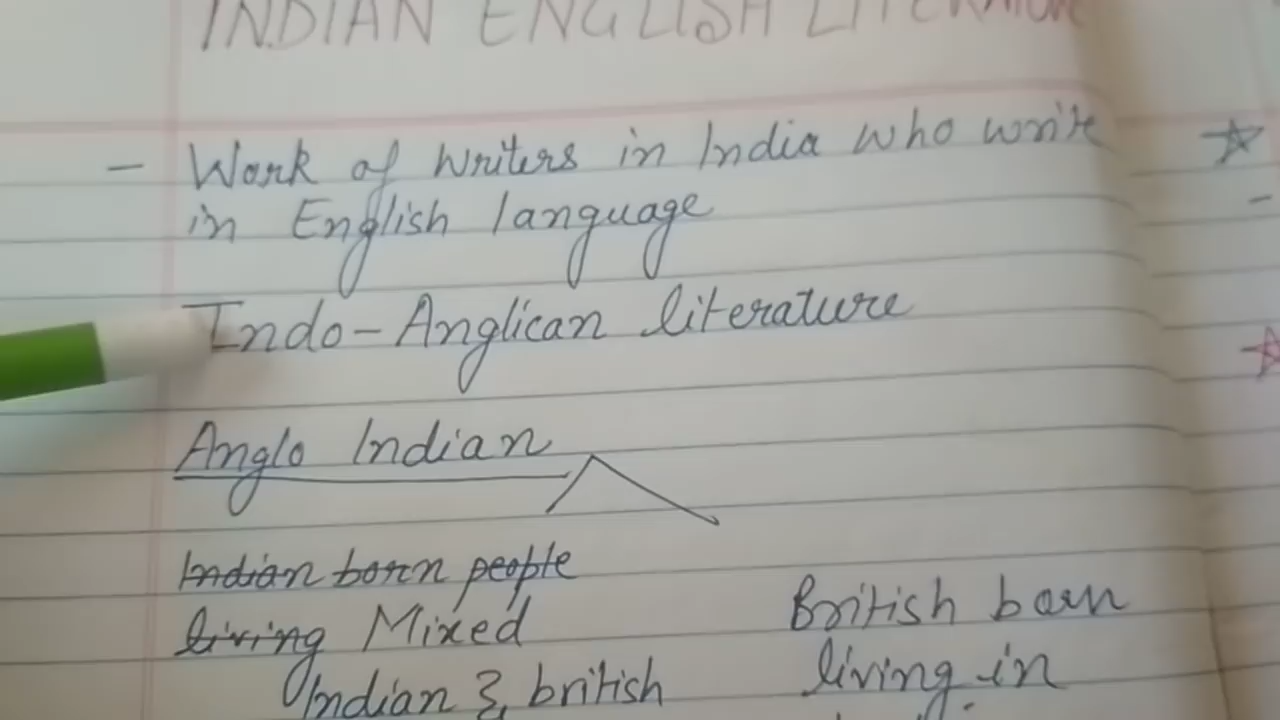 INDIAN ENGLISH LITERATURE
- Work of writers in India who write
in English language
Indo-Anglican literature
Anglo Indian
Indian born people
living Mixed
Indian & british
British born
living in